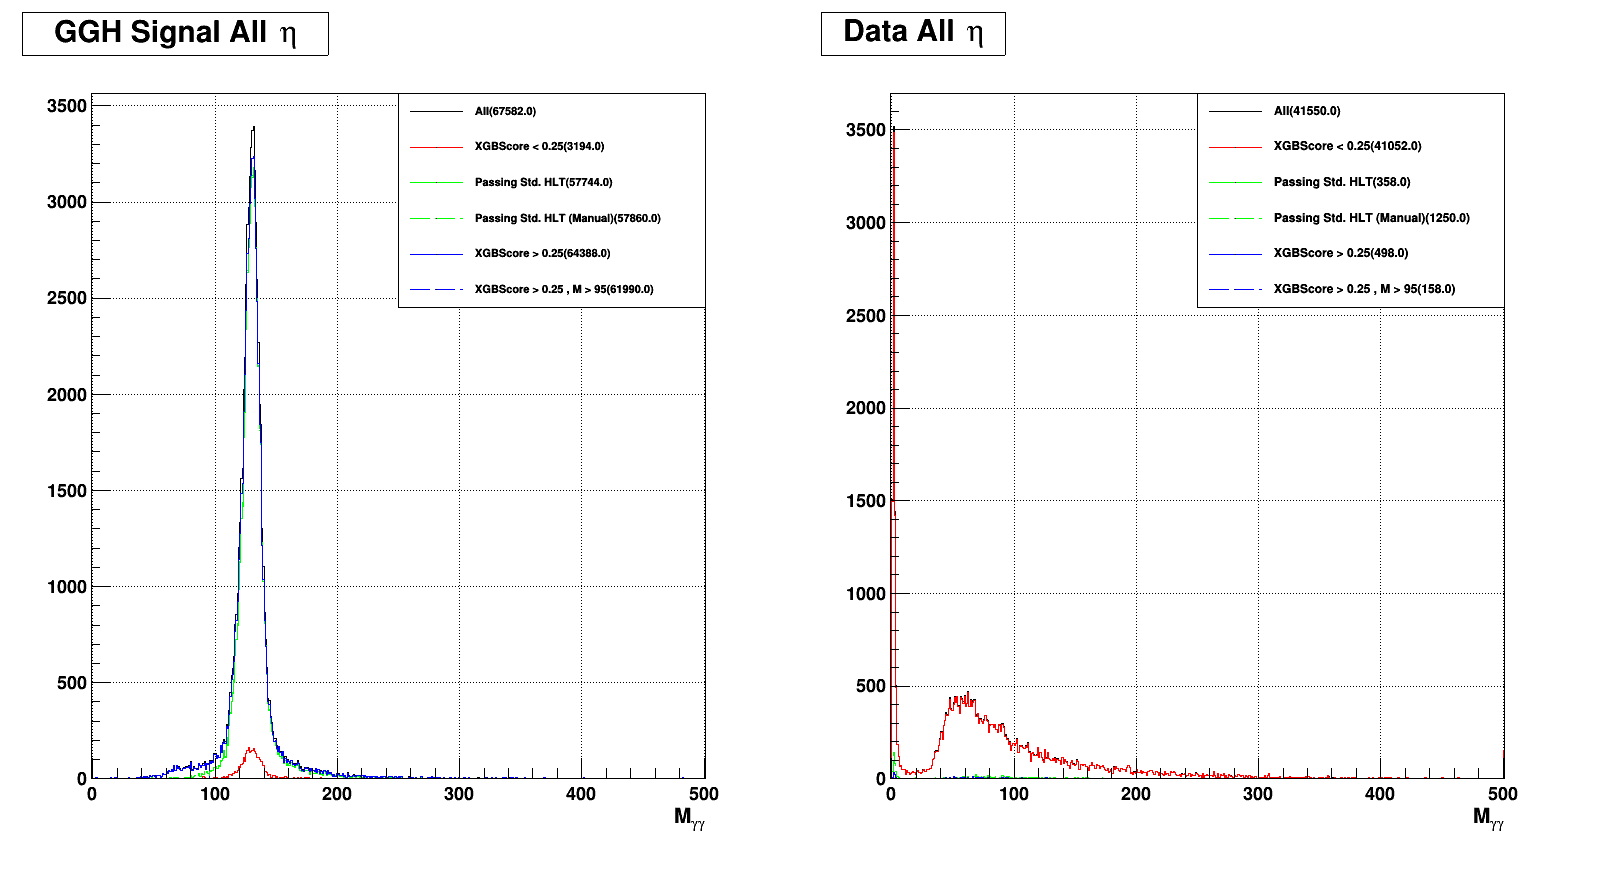 GGH Signal All η
3500
3000
2500
2000
1500
1000
500
0
0 100 200 300 400 500
Mγγ
All(67582.0)
XGBScore < 0.25(3194.0)
Passing Std. HLT(57744.0)
Passing Std. HLT (Manual)(57860.0)
XGBScore > 0.25(64388.0)
XGBScore > 0.25 , M > 95(61990.0)
Data All η
3500
3000
2500
2000
1500
1000
500
0
0 100 200 300 400 500
Mγγ
All(41550.0)
XGBScore < 0.25(41052.0)
Passing Std. HLT(358.0)
Passing Std. HLT (Manual)(1250.0)
XGBScore > 0.25(498.0)
XGBScore > 0.25 , M > 95(158.0)